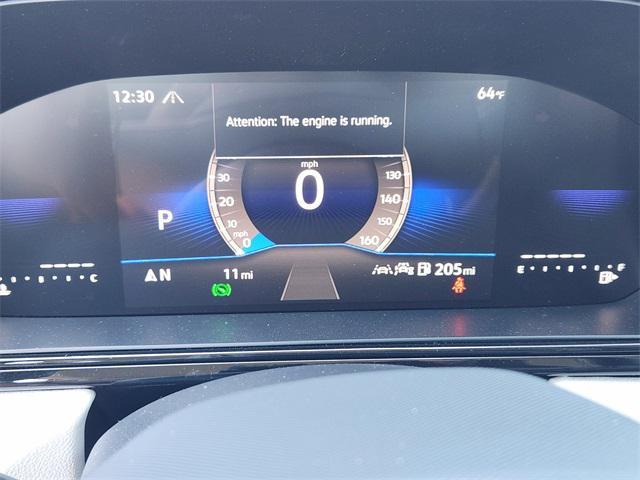 12:30
64°F
Attention: The engine is running.
mph
0
30
20
10
mph
0
130
140
150
160
P
N
11 mi
205 mi
C
E
F